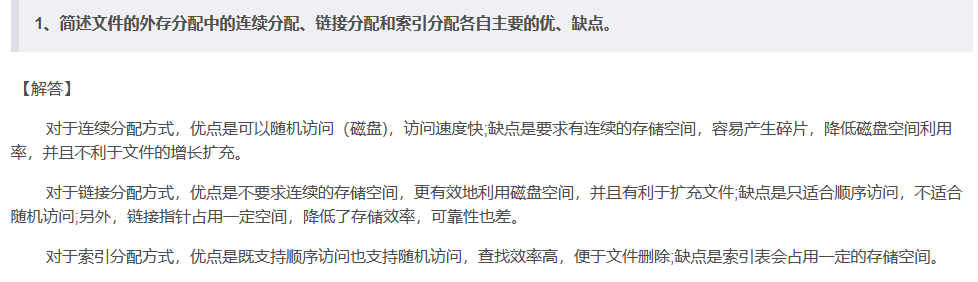 1、简述文件的外存分配中的连续分配、链接分配和索引分配各自主要的优、缺点。
【解答】
对于连续分配方式，优点是可以随机访问（磁盘），访问速度快;缺点是要求有连续的存储空间，容易产生碎片，降低磁盘空间利用
率，并且不利于文件的增长扩充。
对于链接分配方式，优点是不要求连续的存储空间，更有效地利用磁盘空间，并且有利于扩充文件;缺点是只适合顺序访问，不适合
随机访问;另外，链接指针占用一定空间，降低了存储效率，可靠性也差。
对于索引分配方式，优点是既支持顺序访问也支持随机访问，查找效率高，便于文件删除;缺点是索引表会占用一定的存储空间。